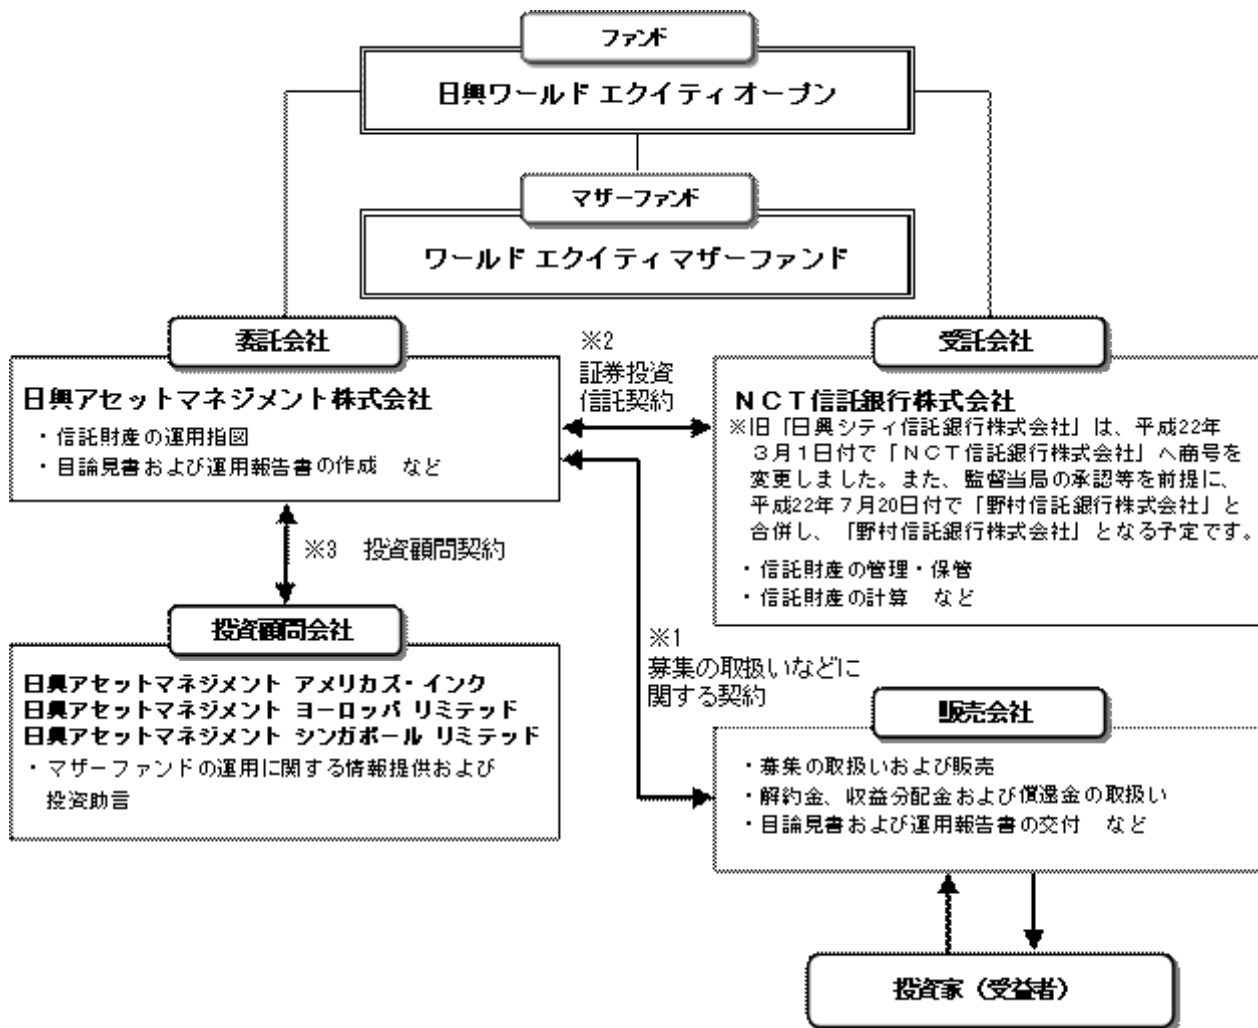 ファンド
日興ワールド エクイティ オープン
マザーファンド
ワールド エクイティ マザーファンド
委託会社
日興アセットマネジメント株式会社
・信託財産の運用指図
・目論見書および運用報告書の作成 など
※2
証券投資
信託契約
受託会社
NCT信託銀行株式会社
※旧「日興シティ信託銀行株式会社」は、平成22年
3月1日付で「NCT信託銀行株式会社」へ商号を
変更しました。また、監督当局の承認等を前提に、
平成22年7月20日付で「野村信託銀行株式会社」と
合併し、「野村信託銀行株式会社」となる予定です。
・信託財産の管理・保管
・信託財産の計算 など
※3 投資顧問契約
投資顧問会社
日興アセットマネジメント アメリカズ・インク
日興アセットマネジメント ヨーロッパ リミテッド
日興アセットマネジメント シンガポール リミテッド
・マザーファンドの運用に関する情報提供および
投資助言
※1
募集の取扱いなどに
関する契約
販売会社
・募集の取扱いおよび販売
・解約金、収益分配金および償還金の取扱い
・目論見書および運用報告書の交付 など
投資家（受益者）